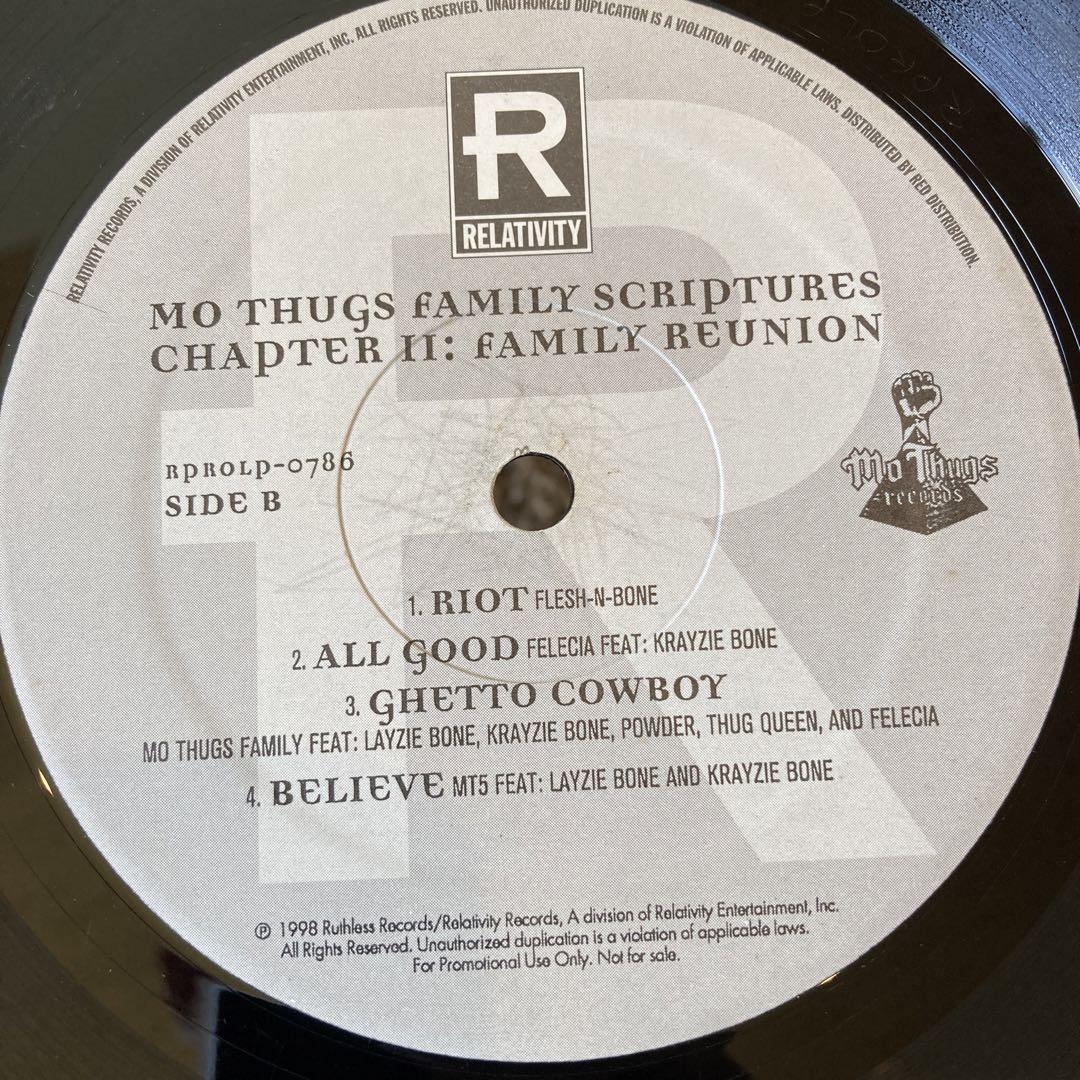 RELATIVITY RECORDS, A DIVISION OF RELATIVITY ENTERTAINMENT, INC. ALL RIGHTS RESERVED. UNAUTHORIZED DUPLICATION IS A VIOLATION OF APPLICABLE LAWS. DISTRIBUTED BY RED DISTRIBUTION.
R
RELATIVITY
MO THUGS FAMILY SCRIPTURES
CHAPTER II: FAMILY REUNION
Mo Thugs
records
RPROLP-0786
SIDE B
1. RIOT FLESH-N-BONE
2. ALL GOOD FELECIA FEAT: KRAYZIE BONE
3. GHETTO COWBOY
MO THUGS FAMILY FEAT: LAYZIE BONE, KRAYZIE BONE, POWDER, THUG QUEEN, AND FELECIA
4. BELIEVE MT5 FEAT: LAYZIE BONE AND KRAYZIE BONE
℗ 1998 Ruthless Records/Relativity Records, A division of Relativity Entertainment, Inc.
All Rights Reserved. Unauthorized duplication is a violation of applicable laws.
For Promotional Use Only. Not for sale.